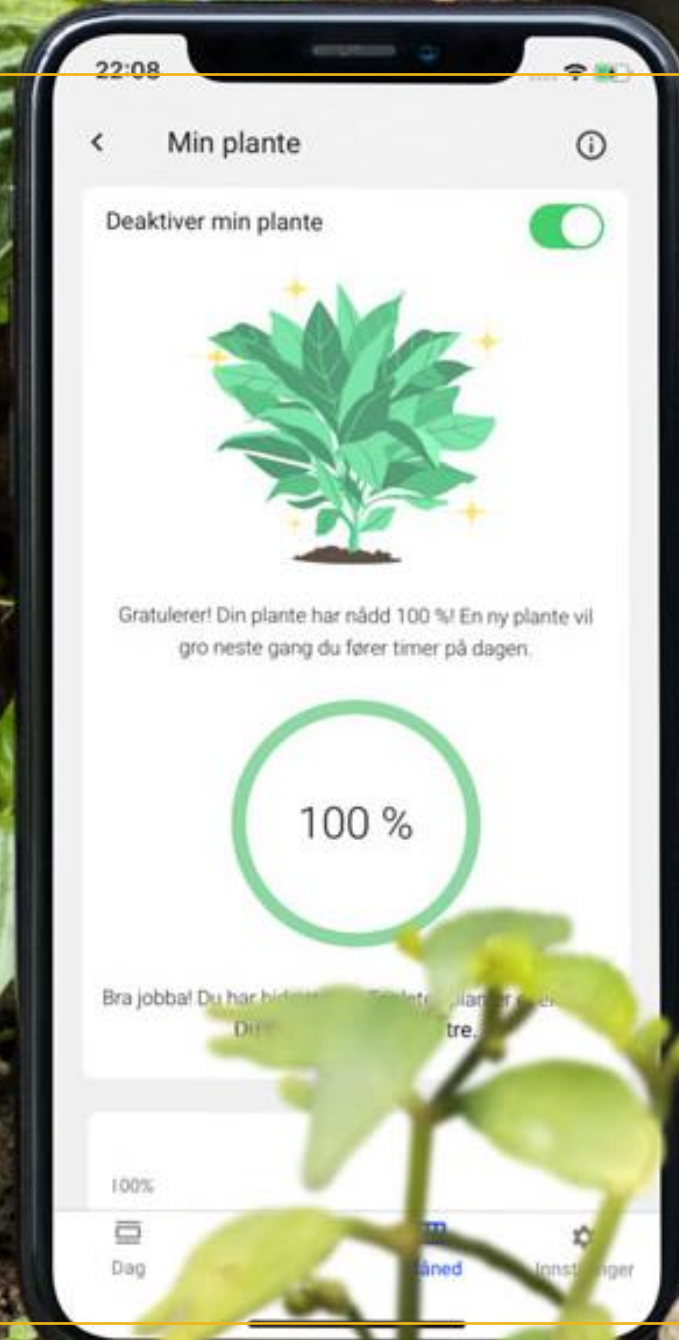 22:08
Min plante
Deaktiver min plante
Gratulerer! Din plante har nådd 100 %! En ny plante vil
gro neste gang du fører timer på dagen.
100 %
Bra jobba! Du har
tre.
100%
Dag